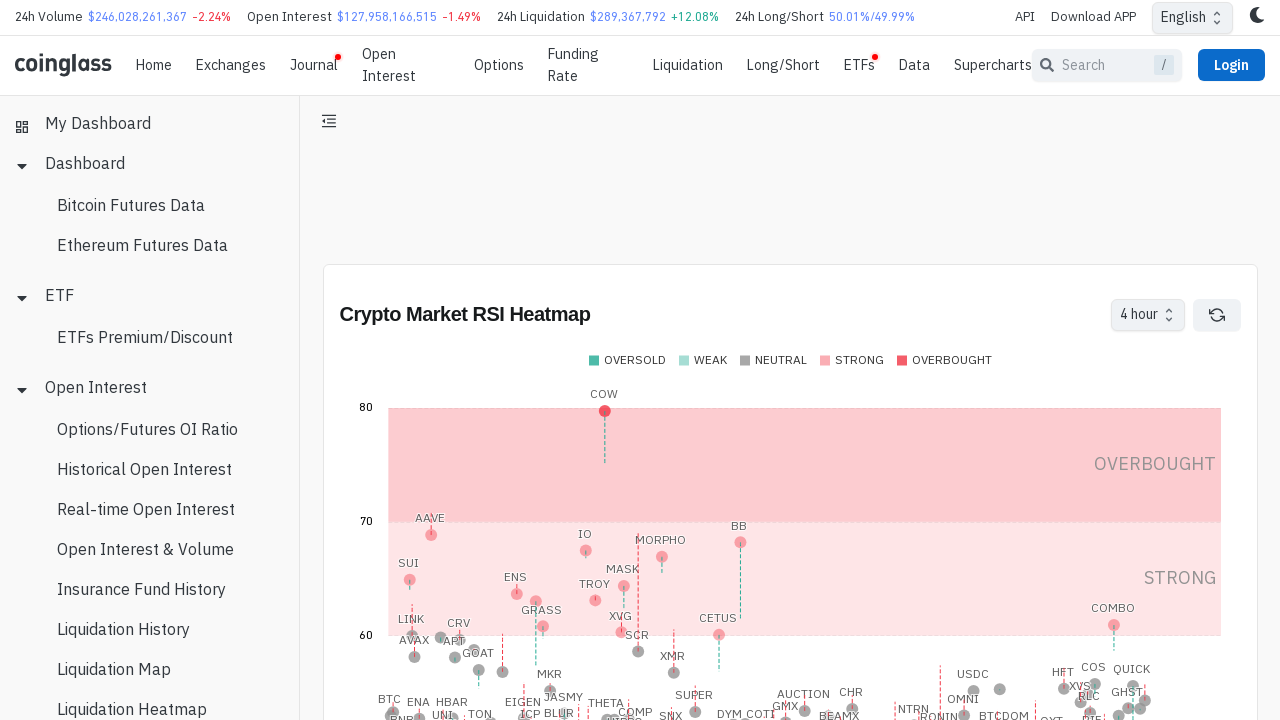 24h Volume $246,028,261,367 -2.24% Open Interest $127,958,166,515 -1.49% 24h Liquidation $289,367,792 +12.08% 24h Long/Short 50.01%/49.99% API Download APP English
coinglass Home Exchanges Journal Open Interest Options Funding Rate Liquidation Long/Short ETFs Data Supercharts Search / Login
My Dashboard
Dashboard
Bitcoin Futures Data
Ethereum Futures Data
ETF
ETFs Premium/Discount
Open Interest
Options/Futures OI Ratio
Historical Open Interest
Real-time Open Interest
Open Interest & Volume
Insurance Fund History
Liquidation History
Liquidation Map
Liquidation Heatmap
Crypto Market RSI Heatmap 4 hour
OVERSOLD WEAK NEUTRAL STRONG OVERBOUGHT
COW
80
OVERBOUGHT
AAVE
70
BB
IO
MORPHO
SUI
MASK
ENS
TROY
STRONG
COMBO
GRASS
LINK
XVG
CETUS
CRV
60
SCR
AVAX
APT
GOAT
XMR
HFT
COS
QUICK
MKR
USDC
XVS
BTC
ENA
HBAR
EIGEN
JASMY
THETA
SUPER
AUCTION
CHR
OMNI
RLC
GHST
UNI
TON
ICP
BLUR
COMP
SNX
DYM
COTI
GMX
BEAMX
NTRN
RONIN
BTCDOM